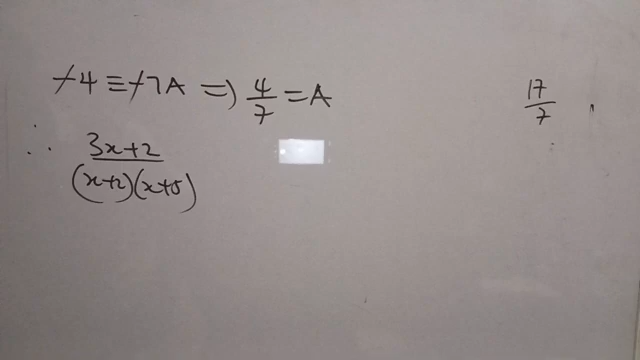 -4 ≡ -7A ⇒ 4/7 = A
17/7
∴ 3x+2/(x+2)(x+5)